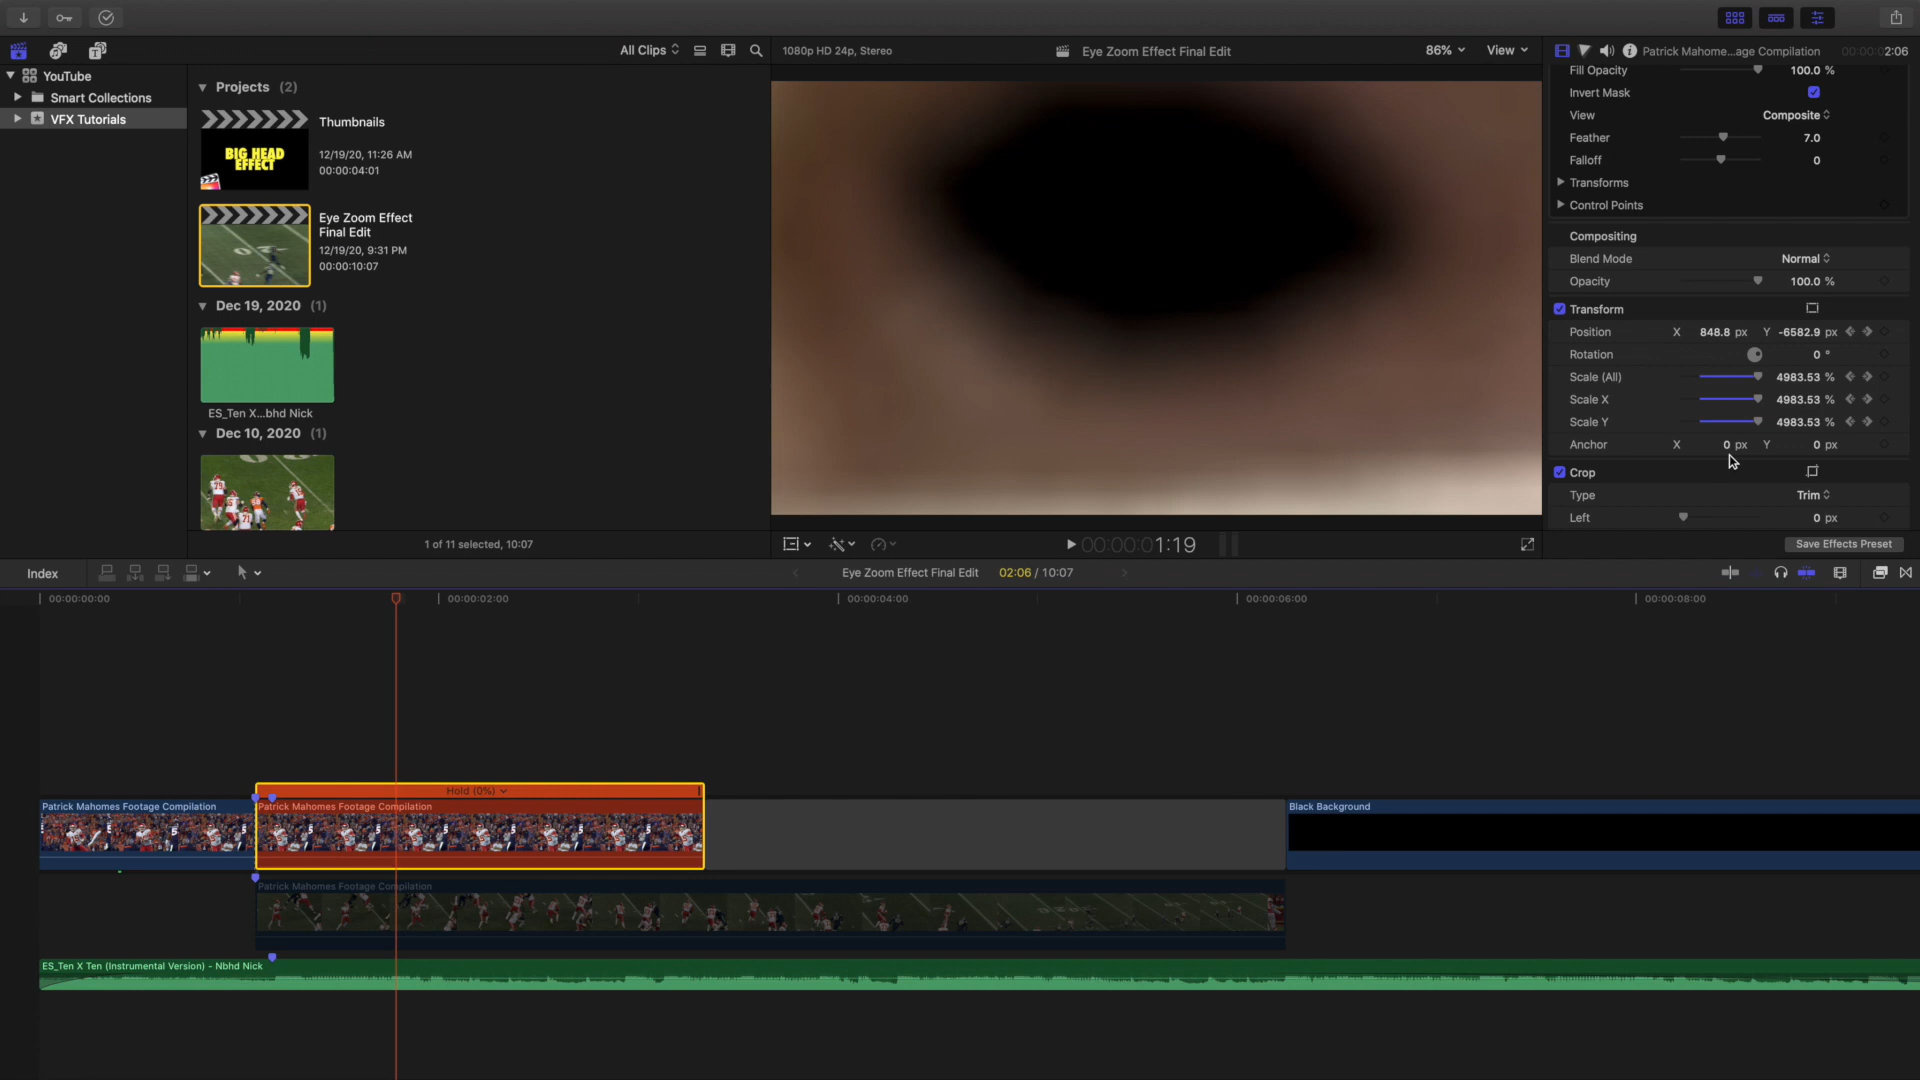 All Clips
1080p HD 24p, Stereo
Eye Zoom Effect Final Edit
86%
View
Patrick Mahome...age Compilation
00:00:00:02:06
YouTube
Smart Collections
VFX Tutorials
Projects (2)
Thumbnails
12/19/20, 11:26 AM
00:00:04:01
BIG HEAD
EFFECT
Eye Zoom Effect
Final Edit
12/19/20, 9:31 PM
00:00:10:07
Dec 19, 2020 (1)
ES_Ten X...bhd Nick
Dec 10, 2020 (1)
1 of 11 selected, 10:07
00:00:00:01:19
Fill Opacity 100.0 %
Invert Mask
View Composite
Feather 7.0
Falloff 0
Transforms
Control Points
Compositing
Blend Mode Normal
Opacity 100.0 %
Transform
Position X 848.8 px Y -6582.9 px
Rotation 0 °
Scale (All) 4983.53 %
Scale X 4983.53 %
Scale Y 4983.53 %
Anchor X 0 px Y 0 px
Crop
Type Trim
Left 0 px
Save Effects Preset
Index
Eye Zoom Effect Final Edit 02:06 / 10:07
00:00:00:00
00:00:02:00
00:00:04:00
00:00:06:00
00:00:08:00
Hold (0%)
Patrick Mahomes Footage Compilation
Patrick Mahomes Footage Compilation
Black Background
Patrick Mahomes Footage Compilation
ES_Ten X Ten (Instrumental Version) - Nbhd Nick